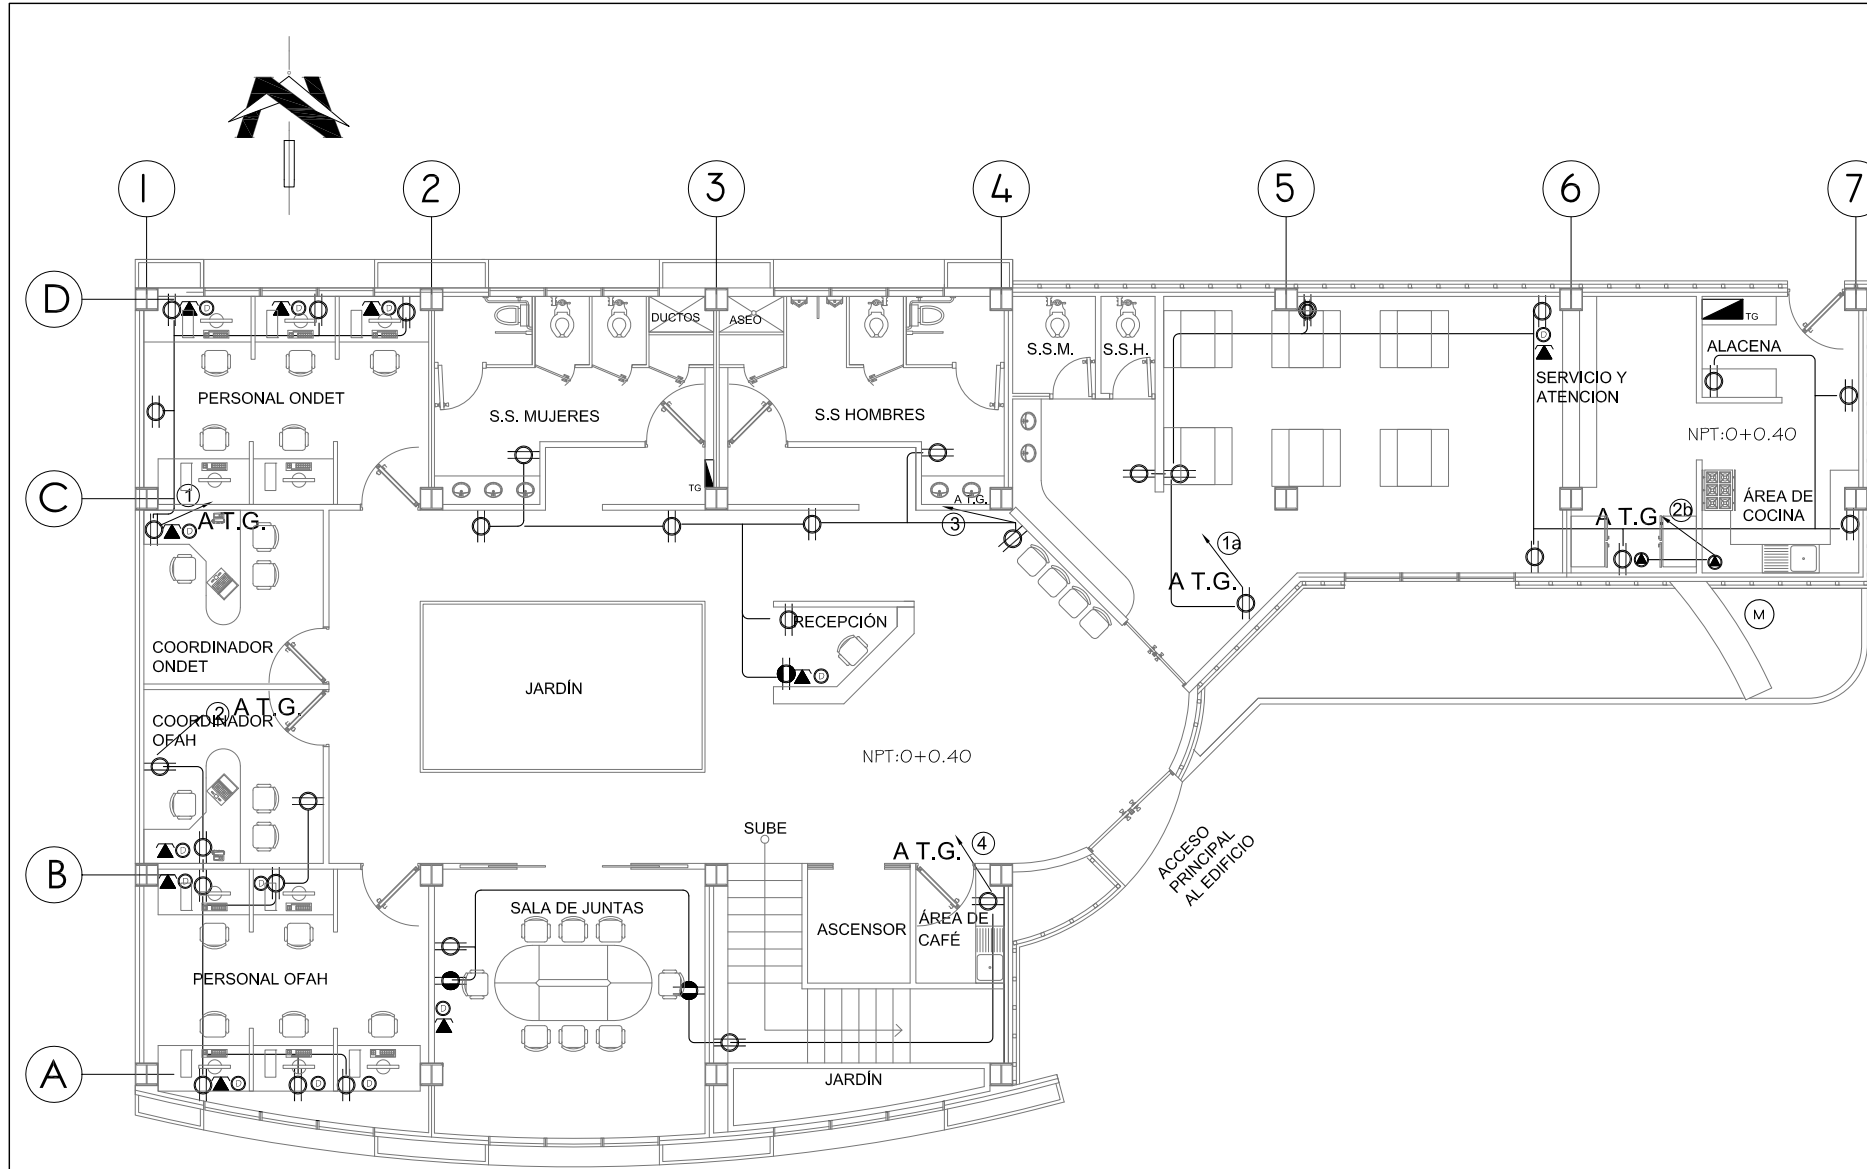 1
2
3
4
5
6
7
D
C
B
A
DUCTOS
ASEO
S.S.M.
S.S.H.
TG
ALACENA
PERSONAL ONDET
S.S. MUJERES
S.S HOMBRES
SERVICIO Y
ATENCION
NPT:0+0.40
TG
1
A T.G.
A T.G.
3
A T.G.
2b
ÁREA DE
COCINA
1a
A T.G.
RECEPCIÓN
M
COORDINADOR
ONDET
JARDÍN
2
A T.G.
COORDINADOR
OFAH
NPT:0+0.40
SUBE
A T.G.
4
ACCESO
PRINCIPAL
AL EDIFICIO
SALA DE JUNTAS
ASCENSOR
ÁREA DE
CAFÉ
PERSONAL OFAH
JARDÍN
D
D
D
D
D
D
D
D
D
D
D
D
D